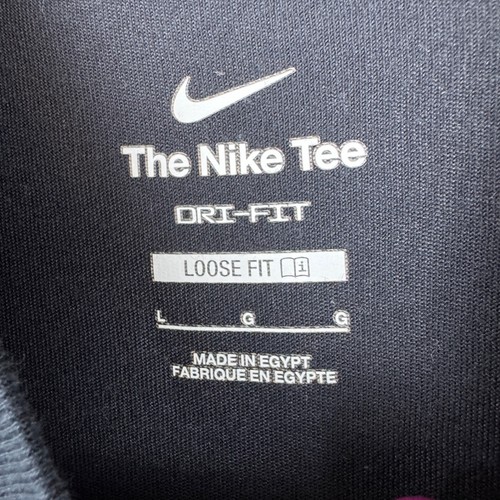 The Nike Tee
DRI-FIT
LOOSE FIT
L G G
MADE IN EGYPT
FABRIQUE EN EGYPTE